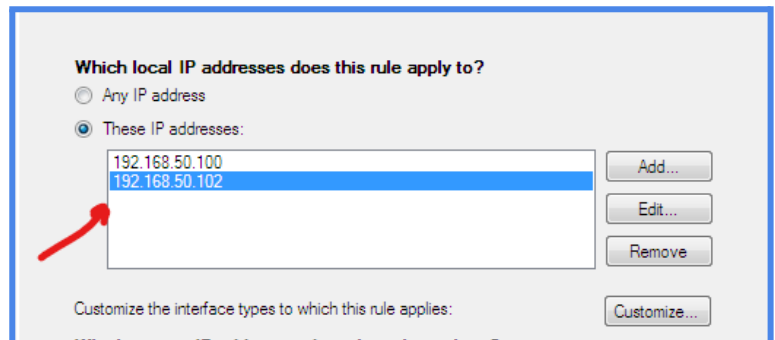 Which local IP addresses does this rule apply to?
Any IP address
These IP addresses:
192.168.50.100
192.168.50.102
Add...
Edit...
Remove
Customize the interface types to which this rule applies:
Customize...